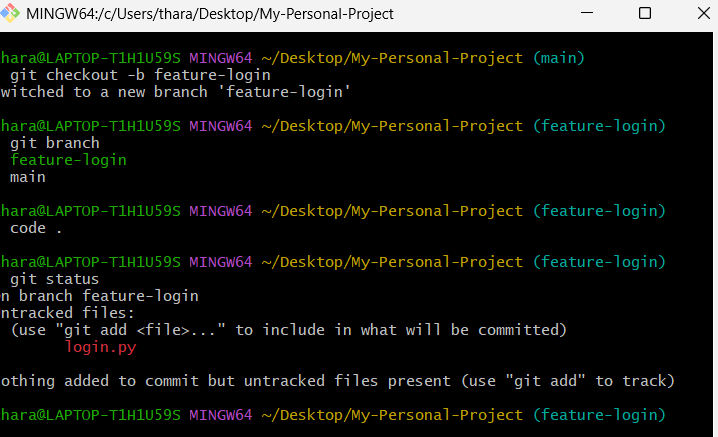 MINGW64:/c/Users/thara/Desktop/My-Personal-Project
hara@LAPTOP-T1H1U59S MINGW64 ~/Desktop/My-Personal-Project (main)
git checkout -b feature-login
witched to a new branch 'feature-login'
hara@LAPTOP-T1H1U59S MINGW64 ~/Desktop/My-Personal-Project (feature-login)
git branch
feature-login
main
hara@LAPTOP-T1H1U59S MINGW64 ~/Desktop/My-Personal-Project (feature-login)
code .
hara@LAPTOP-T1H1U59S MINGW64 ~/Desktop/My-Personal-Project (feature-login)
git status
n branch feature-login
ntracked files:
(use "git add <file>..." to include in what will be committed)
login.py
othing added to commit but untracked files present (use "git add" to track)
hara@LAPTOP-T1H1U59S MINGW64 ~/Desktop/My-Personal-Project (feature-login)